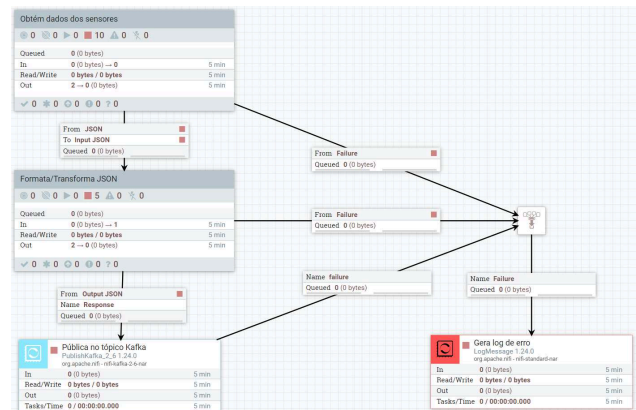 Obtém dados dos sensores
0 0 0 10 0 0
Queued 0 (0 bytes)
In 0 (0 bytes) → 0 5 min
Read/Write 0 bytes / 0 bytes 5 min
Out 2 → 0 (0 bytes) 5 min
0 0 0 0 ? 0
From JSON
To Input JSON
Queued 0 (0 bytes)
From Failure
Queued 0 (0 bytes)
Formata/Transforma JSON
0 0 0 5 0 0
Queued 0 (0 bytes)
In 0 (0 bytes) → 1 5 min
Read/Write 0 bytes / 0 bytes 5 min
Out 2 → 0 (0 bytes) 5 min
0 0 0 0 ? 0
From Failure
Queued 0 (0 bytes)
Name failure
Queued 0 (0 bytes)
Name Failure
Queued 0 (0 bytes)
From Output JSON
Name Response
Queued 0 (0 bytes)
Pública no tópico Kafka
PublishKafka_2_6 1.24.0
org.apache.nifi - nifi-kafka-2-6-nar
In 0 (0 bytes) 5 min
Read/Write 0 bytes / 0 bytes 5 min
Out 0 (0 bytes) 5 min
Tasks/Time 0 / 00:00:00.000 5 min
Gera log de erro
LogMessage 1.24.0
org.apache.nifi - nifi-standard-nar
In 0 (0 bytes) 5 min
Read/Write 0 bytes / 0 bytes 5 min
Out 0 (0 bytes) 5 min
Tasks/Time 0 / 00:00:00.000 5 min